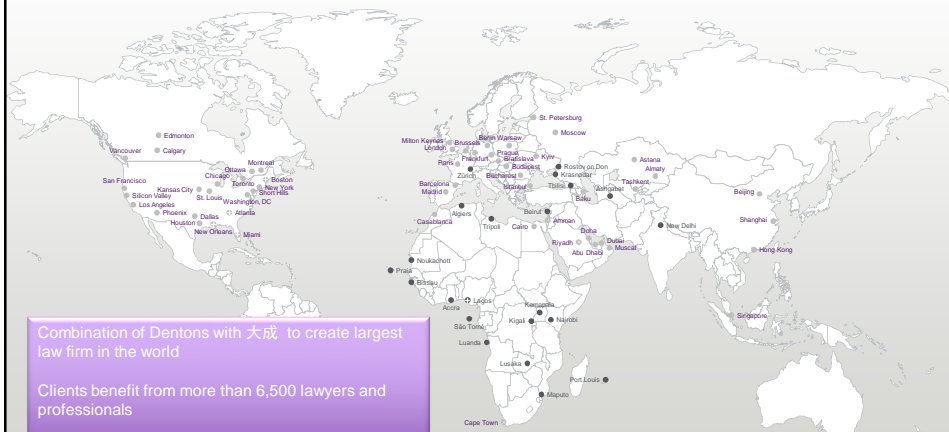 Edmonton
Calgary
Vancouver
Ottawa
Montreal
Chicago
Toronto
Boston
New York
Short Hills
Washington, DC
San Francisco
Silicon Valley
Los Angeles
Kansas City
St. Louis
Phoenix
Dallas
Atlanta
Houston
New Orleans
Miami
St. Petersburg
Moscow
Milton Keynes
London
Brussels
Berlin Warsaw
Prague
Frankfurt
Bratislava
Kyiv
Paris
Budapest
Zürich
Bucharest
Rostov on Don
Krasnodar
Barcelona
Madrid
Istanbul
Tbilisi
Baku
Ashgabat
Astana
Almaty
Tashkent
Beijing
Shanghai
Hong Kong
Singapore
New Delhi
Casablanca
Algiers
Tripoli
Cairo
Beirut
Amman
Riyadh
Doha
Dubai
Abu Dhabi
Muscat
Noukachott
Praia
Bissau
Accra
Lagos
São Tomé
Kampala
Kigali
Nairobi
Luanda
Lusaka
Port Louis
Maputo
Cape Town
Combination of Dentons with 大成 to create largest
law firm in the world
Clients benefit from more than 6,500 lawyers and
professionals